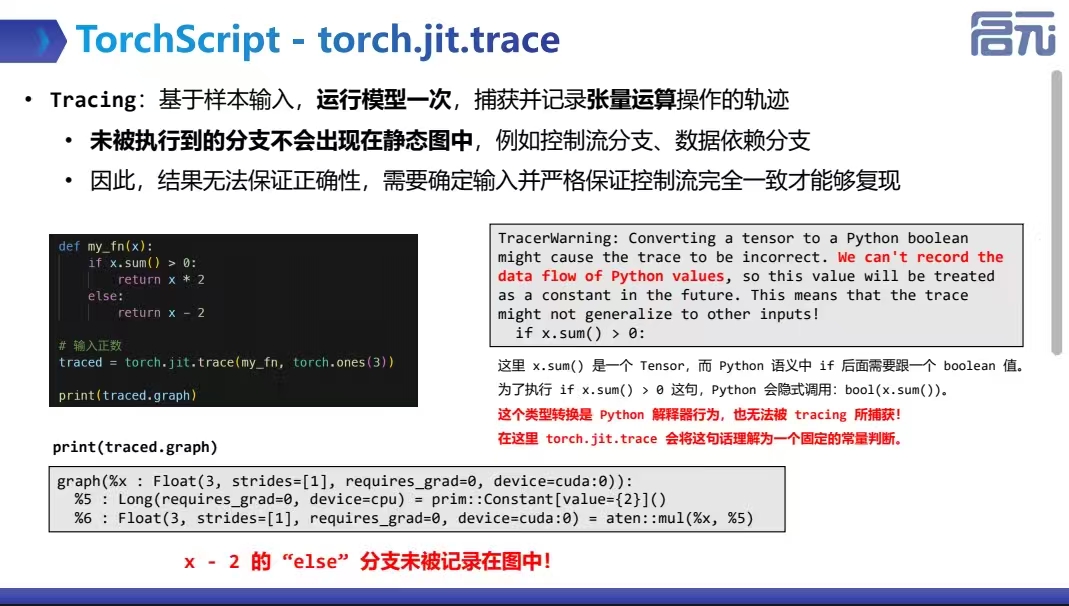 TorchScript - torch.jit.trace
启元
• Tracing：基于样本输入，运行模型一次，捕获并记录张量运算操作的轨迹
• 未被执行到的分支不会出现在静态图中，例如控制流分支、数据依赖分支
• 因此，结果无法保证正确性，需要确定输入并严格保证控制流完全一致才能够复现
def my_fn(x):
    if x.sum() > 0:
        return x * 2
    else:
        return x - 2
# 输入正数
traced = torch.jit.trace(my_fn, torch.ones(3))
print(traced.graph)
TracerWarning: Converting a tensor to a Python boolean
might cause the trace to be incorrect. We can't record the
data flow of Python values, so this value will be treated
as a constant in the future. This means that the trace
might not generalize to other inputs!
  if x.sum() > 0:
这里 x.sum() 是一个 Tensor，而 Python 语义中 if 后面需要跟一个 boolean 值。
为了执行 if x.sum() > 0 这句，Python 会隐式调用：bool(x.sum())。
这个类型转换是 Python 解释器行为，也无法被 tracing 所捕获！
在这里 torch.jit.trace 会将这句话理解为一个固定的常量判断。
print(traced.graph)
graph(%x : Float(3, strides=[1], requires_grad=0, device=cuda:0)):
  %5 : Long(requires_grad=0, device=cpu) = prim::Constant[value={2}]()
  %6 : Float(3, strides=[1], requires_grad=0, device=cuda:0) = aten::mul(%x, %5)
x - 2 的 “else” 分支未被记录在图中！